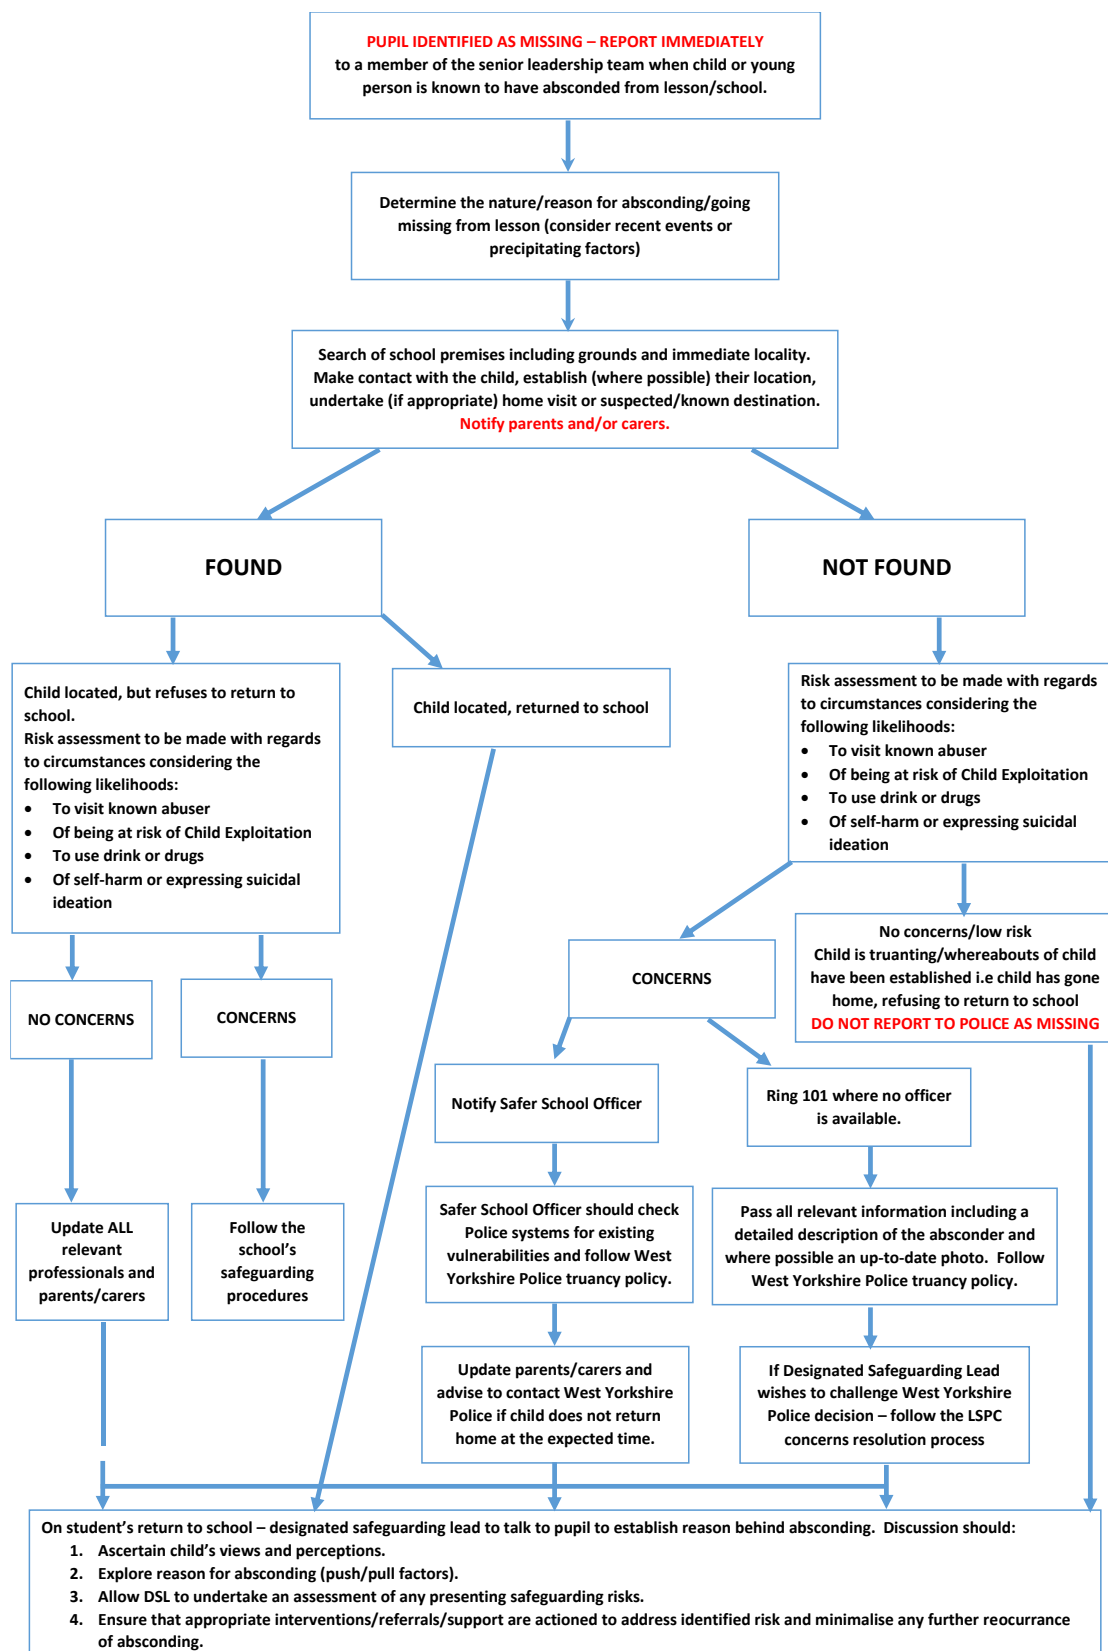 PUPIL IDENTIFIED AS MISSING – REPORT IMMEDIATELY
to a member of the senior leadership team when child or young
person is known to have absconded from lesson/school.
Determine the nature/reason for absconding/going
missing from lesson (consider recent events or
precipitating factors)
Search of school premises including grounds and immediate locality.
Make contact with the child, establish (where possible) their location,
undertake (if appropriate) home visit or suspected/known destination.
Notify parents and/or carers.
FOUND
NOT FOUND
Child located, but refuses to return to
school.
Risk assessment to be made with regards
to circumstances considering the
following likelihoods:
• To visit known abuser
• Of being at risk of Child Exploitation
• To use drink or drugs
• Of self-harm or expressing suicidal
ideation
Child located, returned to school
Risk assessment to be made with regards
to circumstances considering the
following likelihoods:
• To visit known abuser
• Of being at risk of Child Exploitation
• To use drink or drugs
• Of self-harm or expressing suicidal
ideation
NO CONCERNS
CONCERNS
CONCERNS
No concerns/low risk
Child is truanting/whereabouts of child
have been established i.e child has gone
home, refusing to return to school
DO NOT REPORT TO POLICE AS MISSING
Notify Safer School Officer
Ring 101 where no officer
is available.
Update ALL
relevant
professionals and
parents/carers
Follow the
school's
safeguarding
procedures
Safer School Officer should check
Police systems for existing
vulnerabilities and follow West
Yorkshire Police truancy policy.
Pass all relevant information including a
detailed description of the absconder and
where possible an up-to-date photo.  Follow
West Yorkshire Police truancy policy.
Update parents/carers and
advise to contact West Yorkshire
Police if child does not return
home at the expected time.
If Designated Safeguarding Lead
wishes to challenge West Yorkshire
Police decision – follow the LSPC
concerns resolution process
On student's return to school – designated safeguarding lead to talk to pupil to establish reason behind absconding.  Discussion should:
1. Ascertain child's views and perceptions.
2. Explore reason for absconding (push/pull factors).
3. Allow DSL to undertake an assessment of any presenting safeguarding risks.
4. Ensure that appropriate interventions/referrals/support are actioned to address identified risk and minimalise any further reocurrance
of absconding.